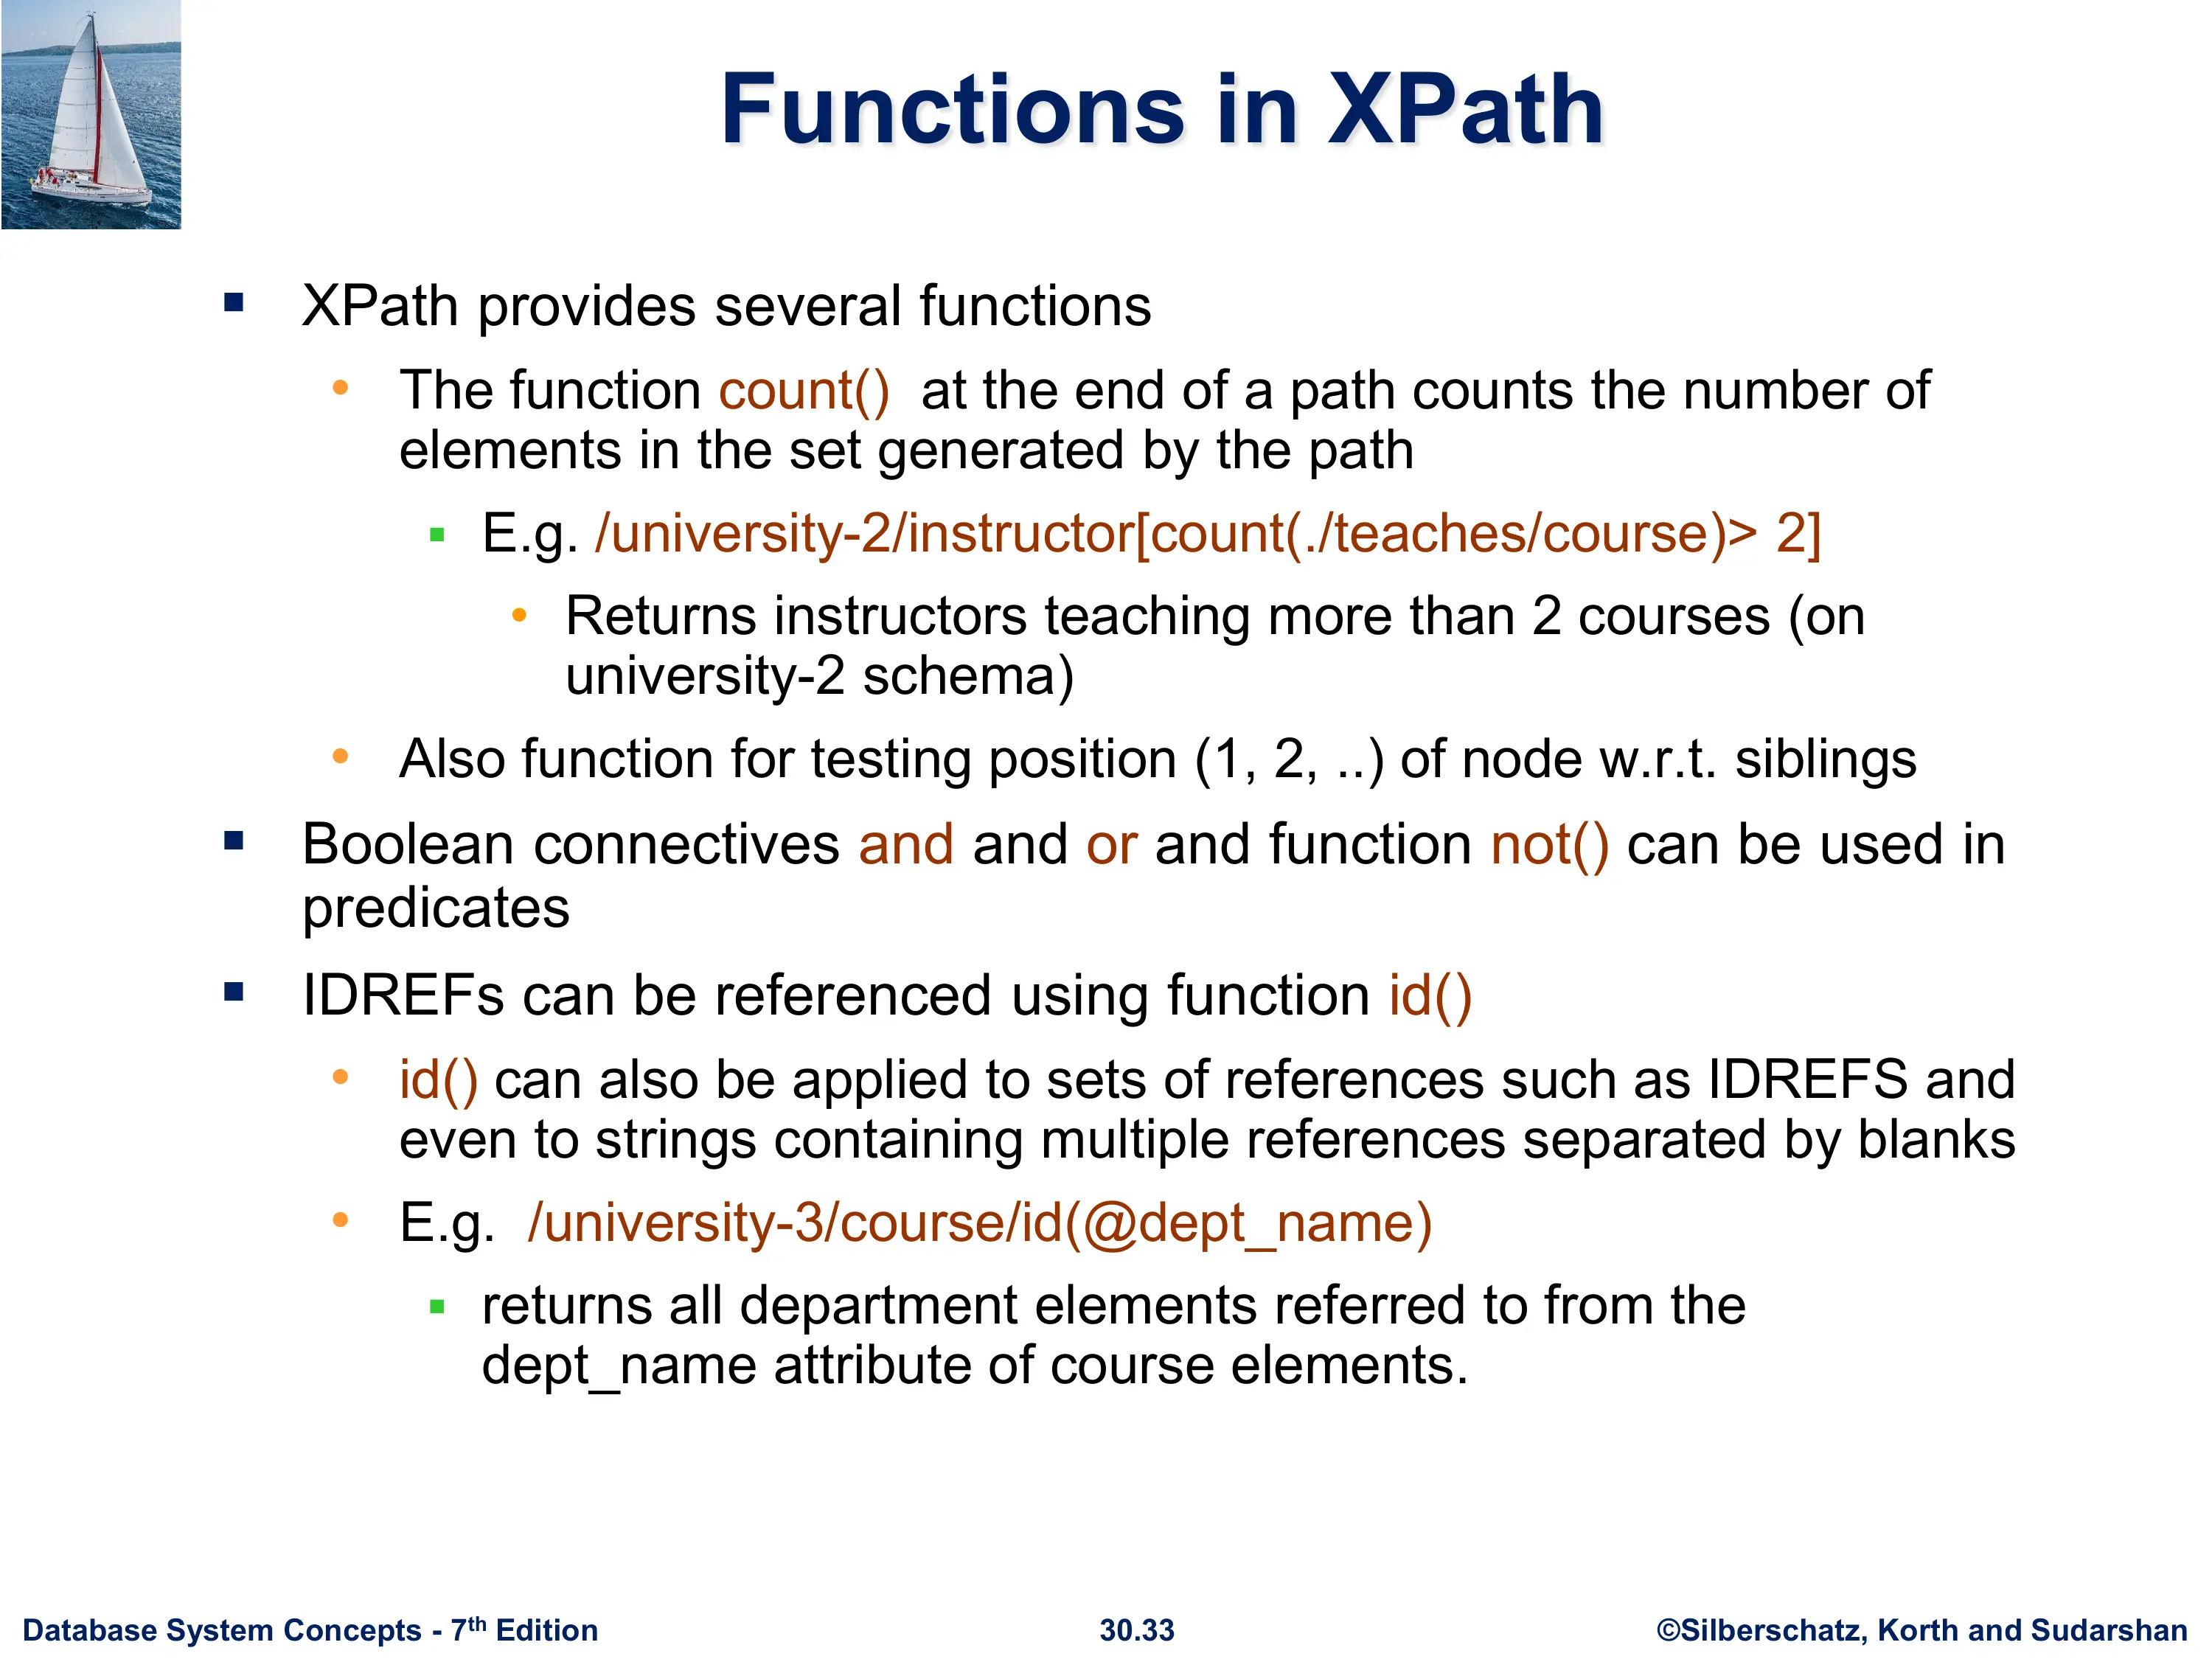 Functions in XPath
XPath provides several functions
The function count()  at the end of a path counts the number of
elements in the set generated by the path
E.g. /university-2/instructor[count(./teaches/course)> 2]
Returns instructors teaching more than 2 courses (on
university-2 schema)
Also function for testing position (1, 2, ..) of node w.r.t. siblings
Boolean connectives and and or and function not() can be used in
predicates
IDREFs can be referenced using function id()
id() can also be applied to sets of references such as IDREFS and
even to strings containing multiple references separated by blanks
E.g.  /university-3/course/id(@dept_name)
returns all department elements referred to from the
dept_name attribute of course elements.
Database System Concepts - 7th Edition
30.33
©Silberschatz, Korth and Sudarshan